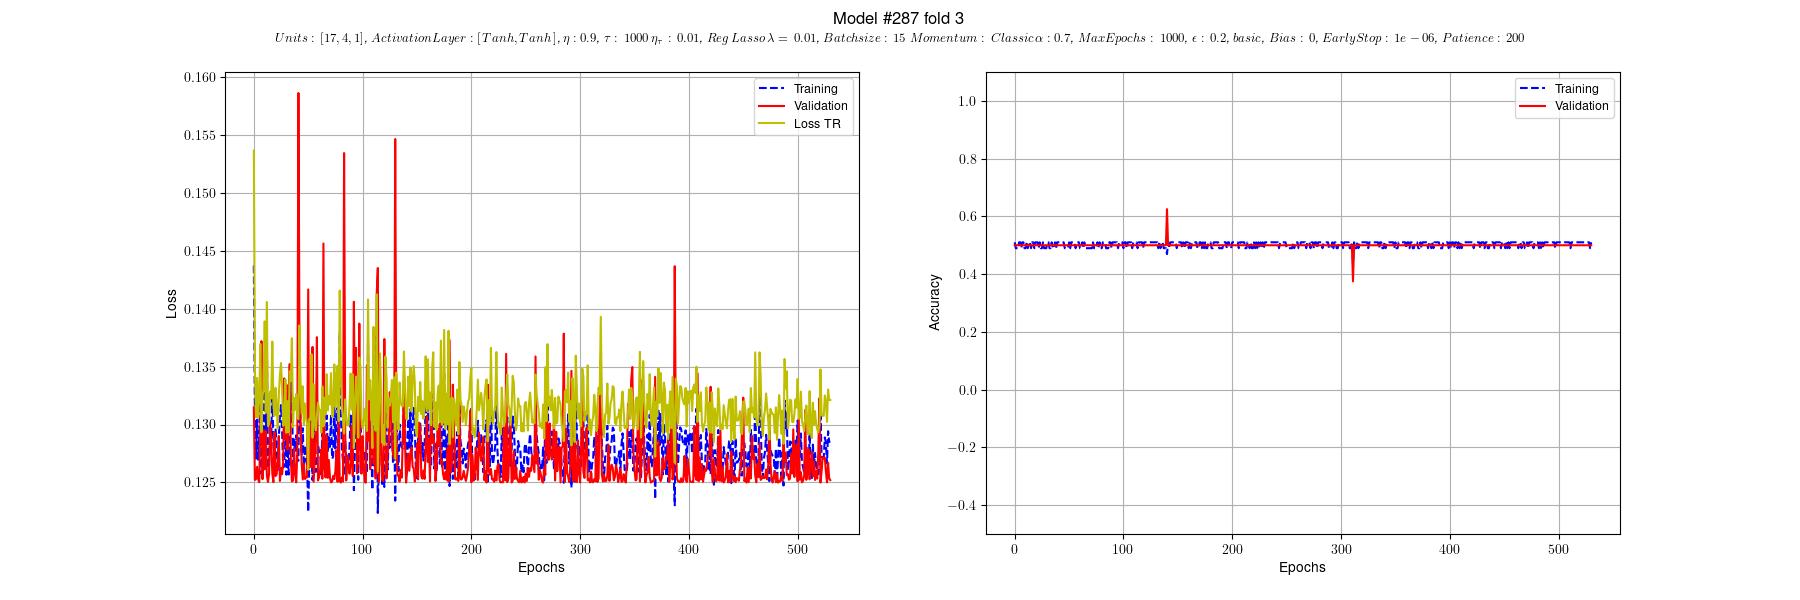 Model #287 fold 3
Units : [17, 4, 1], ActivationLayer : [Tanh, Tanh], η : 0.9, τ : 1000 η_τ : 0.01, Reg Lasso λ = 0.01, Batchsize : 15 Momentum : Classic α : 0.7, MaxEpochs : 1000, ϵ : 0.2, basic, Bias : 0, EarlyStop : 1e − 06, Patience : 200
0.160
0.155
0.150
0.145
0.140
0.135
0.130
0.125
Loss
Training
Validation
Loss TR
0 100 200 300 400 500
Epochs
1.0
0.8
0.6
0.4
0.2
0.0
−0.2
−0.4
Accuracy
Training
Validation
0 100 200 300 400 500
Epochs